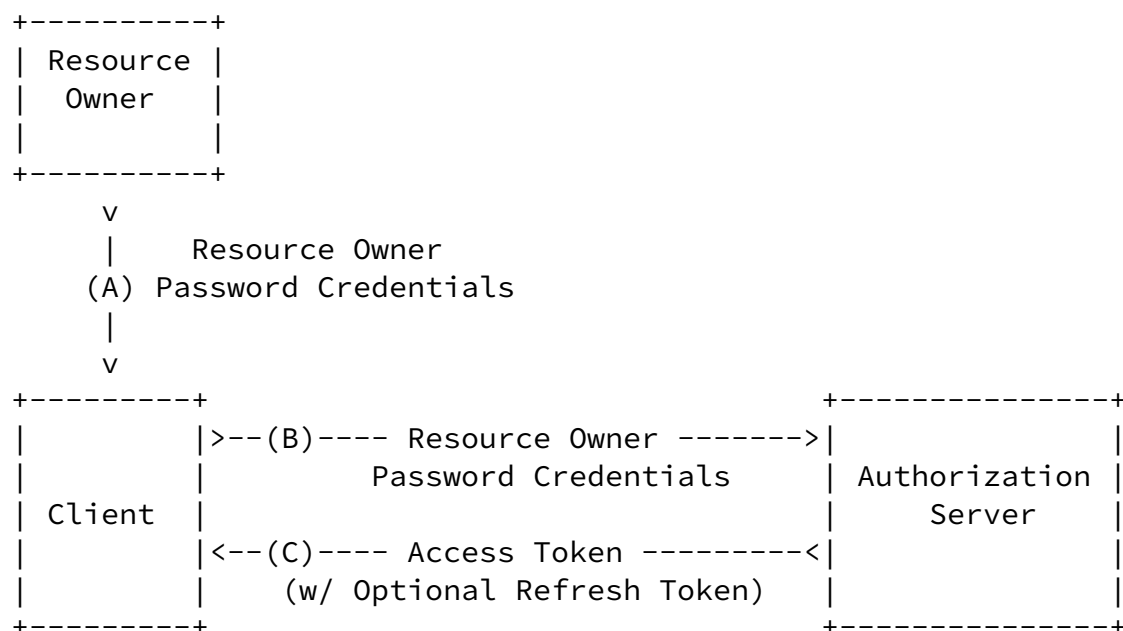 Resource
Owner
Resource Owner
(A) Password Credentials
(B) Resource Owner
Password Credentials
Client
Authorization
Server
(C) Access Token
(w/ Optional Refresh Token)